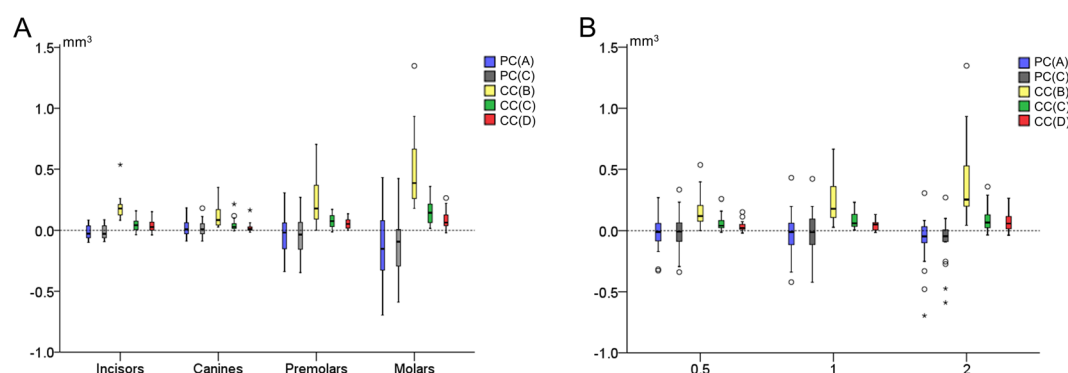 A
B
mm³
mm³
1.5
1.0
0.5
0.0
-0.5
-1.0
PC(A)
PC(C)
CC(B)
CC(C)
CC(D)
Incisors Canines Premolars Molars
1.5
1.0
0.5
0.0
-0.5
-1.0
PC(A)
PC(C)
CC(B)
CC(C)
CC(D)
0.5 1 2